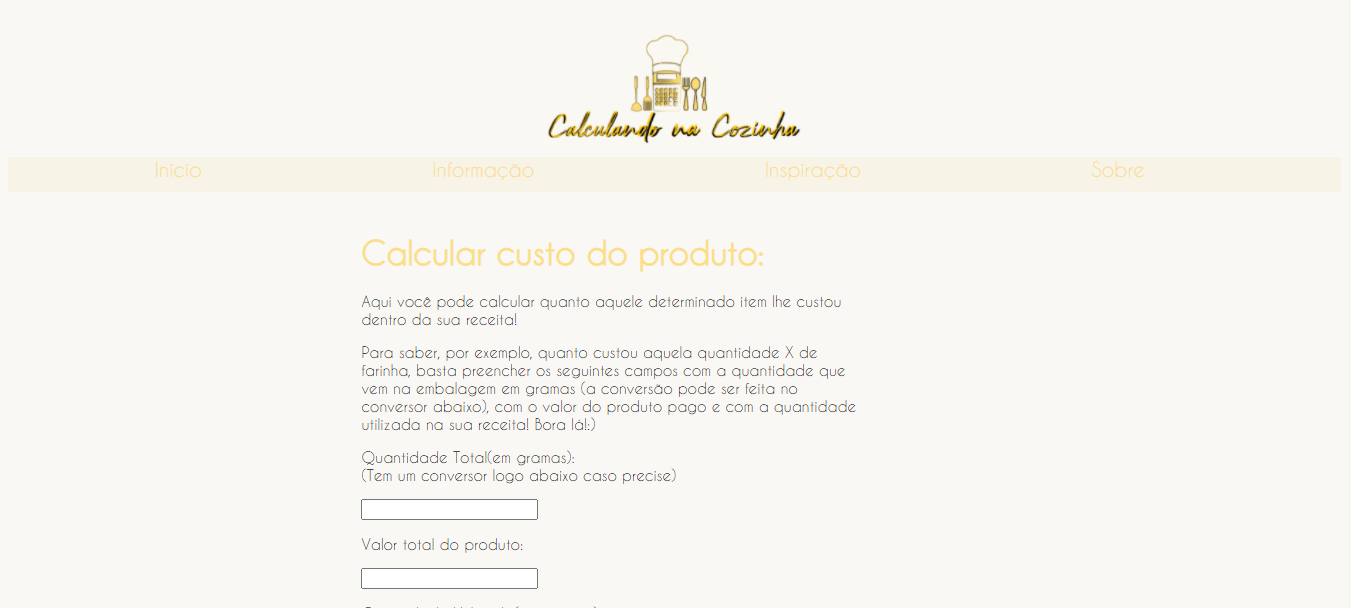 Calculando na Cozinha
Inicio Informação Inspiração Sobre
Calcular custo do produto:
Aqui você pode calcular quanto aquele determinado item lhe custou
dentro da sua receita!
Para saber, por exemplo, quanto custou aquela quantidade X de
farinha, basta preencher os seguintes campos com a quantidade que
vem na embalagem em gramas (a conversão pode ser feita no
conversor abaixo), com o valor do produto pago e com a quantidade
utilizada na sua receita! Bora lá!:)
Quantidade Total(em gramas):
(Tem um conversor logo abaixo caso precise)
Valor total do produto: